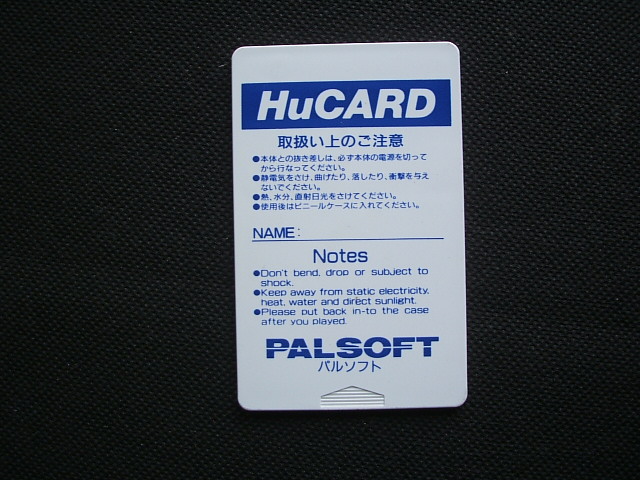 HuCARD
取扱い上のご注意
●本体との抜き差しは、必ず本体の電源を切って
から行なってください。
●静電気をさけ、曲げたり、落したり、衝撃を与え
ないでください。
●熱、水分、直射日光をさけてください。
●使用後はビニールケースに入れてください。
NAME:
Notes
●Don't bend, drop or subject to
shock.
●Keep away from static electricity,
heat, water and direct sunlight.
●Please put back in-to the case
after you played.
PALSOFT
パルソフト